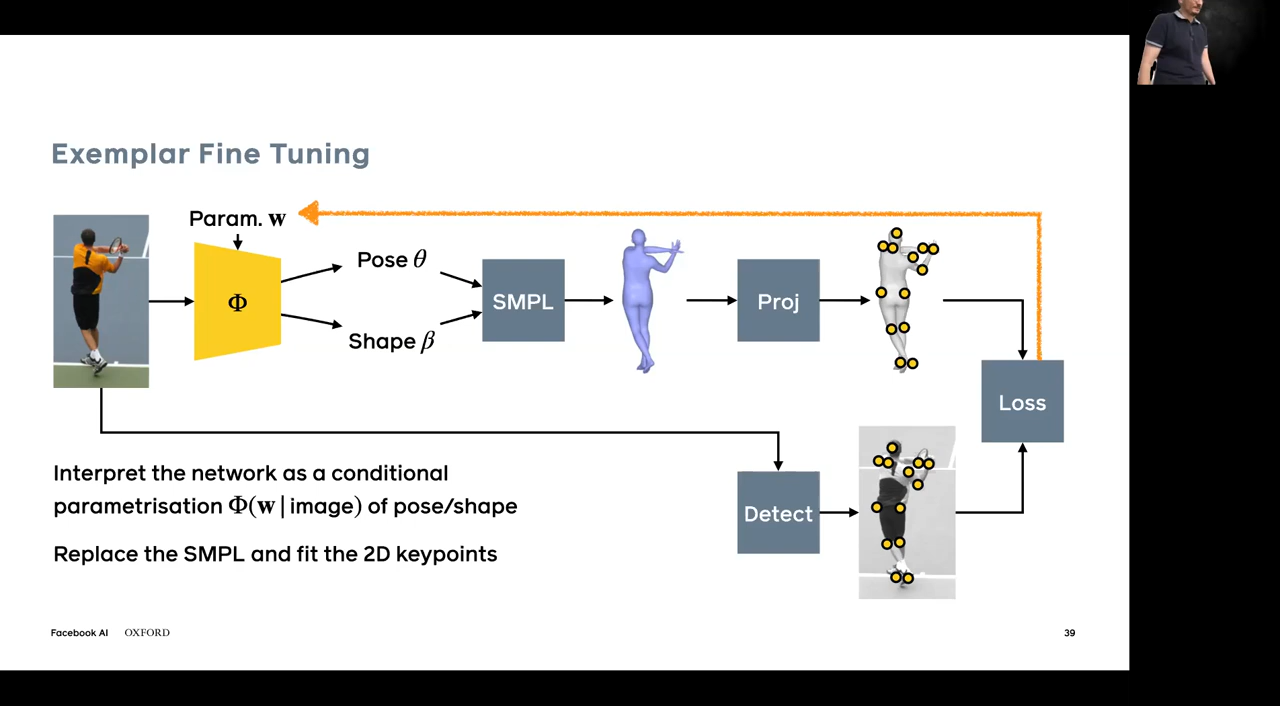 Exemplar Fine Tuning
Param. w
Φ
Pose θ
Shape β
SMPL
Proj
Loss
Detect
Interpret the network as a conditional
parametrisation Φ(w | image) of pose/shape
Replace the SMPL and fit the 2D keypoints
Facebook AI OXFORD
39